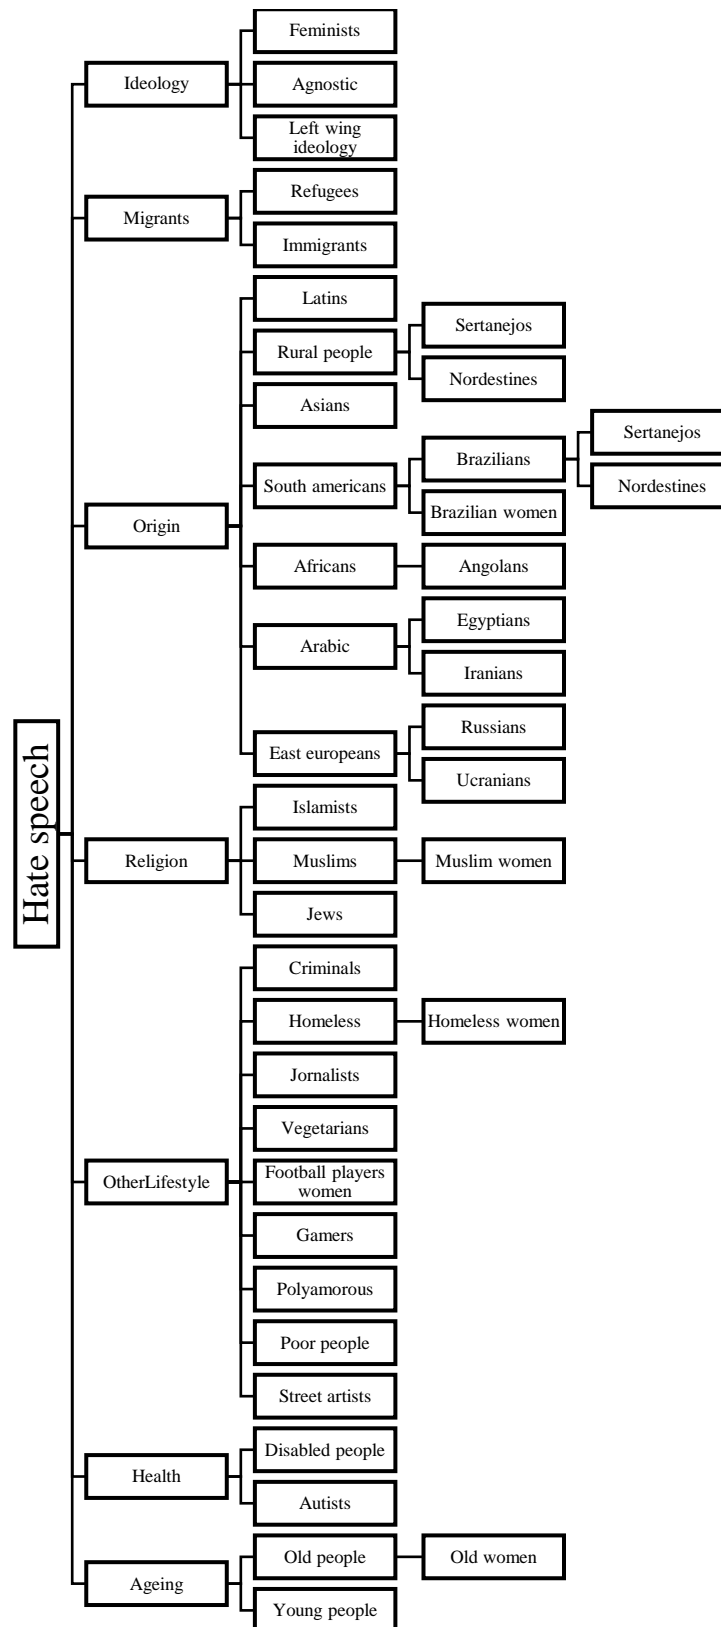 Hate speech
Ideology
Feminists
Agnostic
Left wing
ideology
Migrants
Refugees
Immigrants
Origin
Latins
Rural people
Sertanejos
Nordestines
Asians
South americans
Brazilians
Sertanejos
Nordestines
Brazilian women
Africans
Angolans
Arabic
Egyptians
Iranians
East europeans
Russians
Ucranians
Religion
Islamists
Muslims
Muslim women
Jews
OtherLifestyle
Criminals
Homeless
Homeless women
Jornalists
Vegetarians
Football players
women
Gamers
Polyamorous
Poor people
Street artists
Health
Disabled people
Autists
Ageing
Old people
Old women
Young people